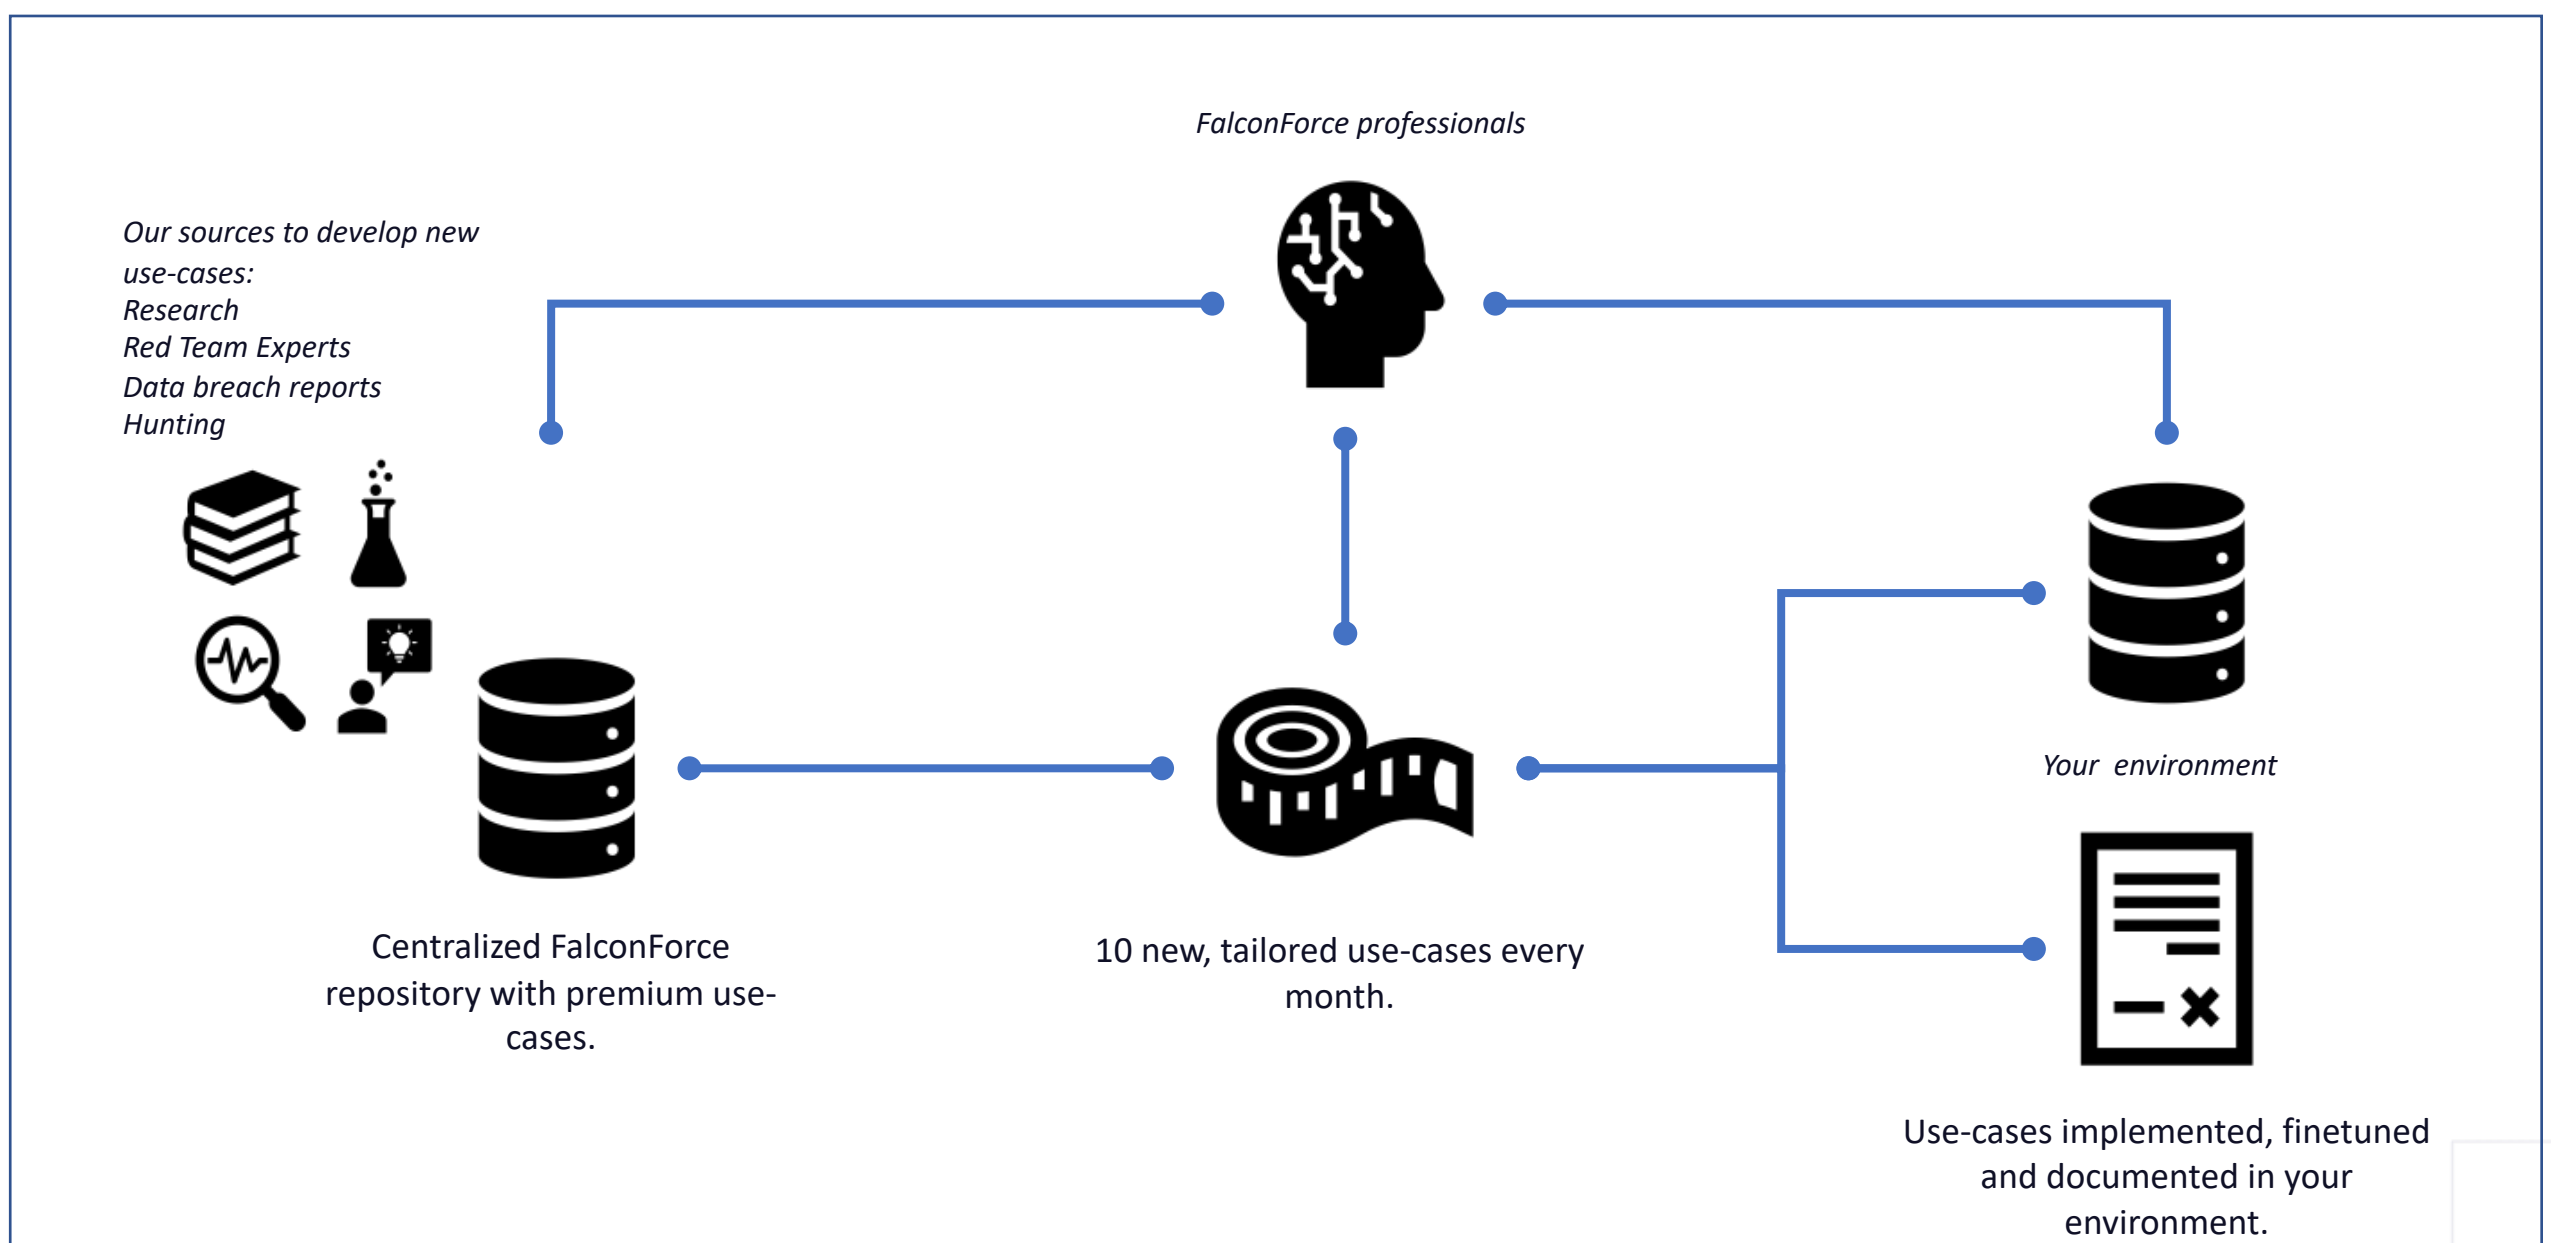 FalconForce professionals
Our sources to develop new
use-cases:
Research
Red Team Experts
Data breach reports
Hunting
Your environment
Centralized FalconForce
repository with premium use-
cases.
10 new, tailored use-cases every
month.
Use-cases implemented, finetuned
and documented in your
environment.